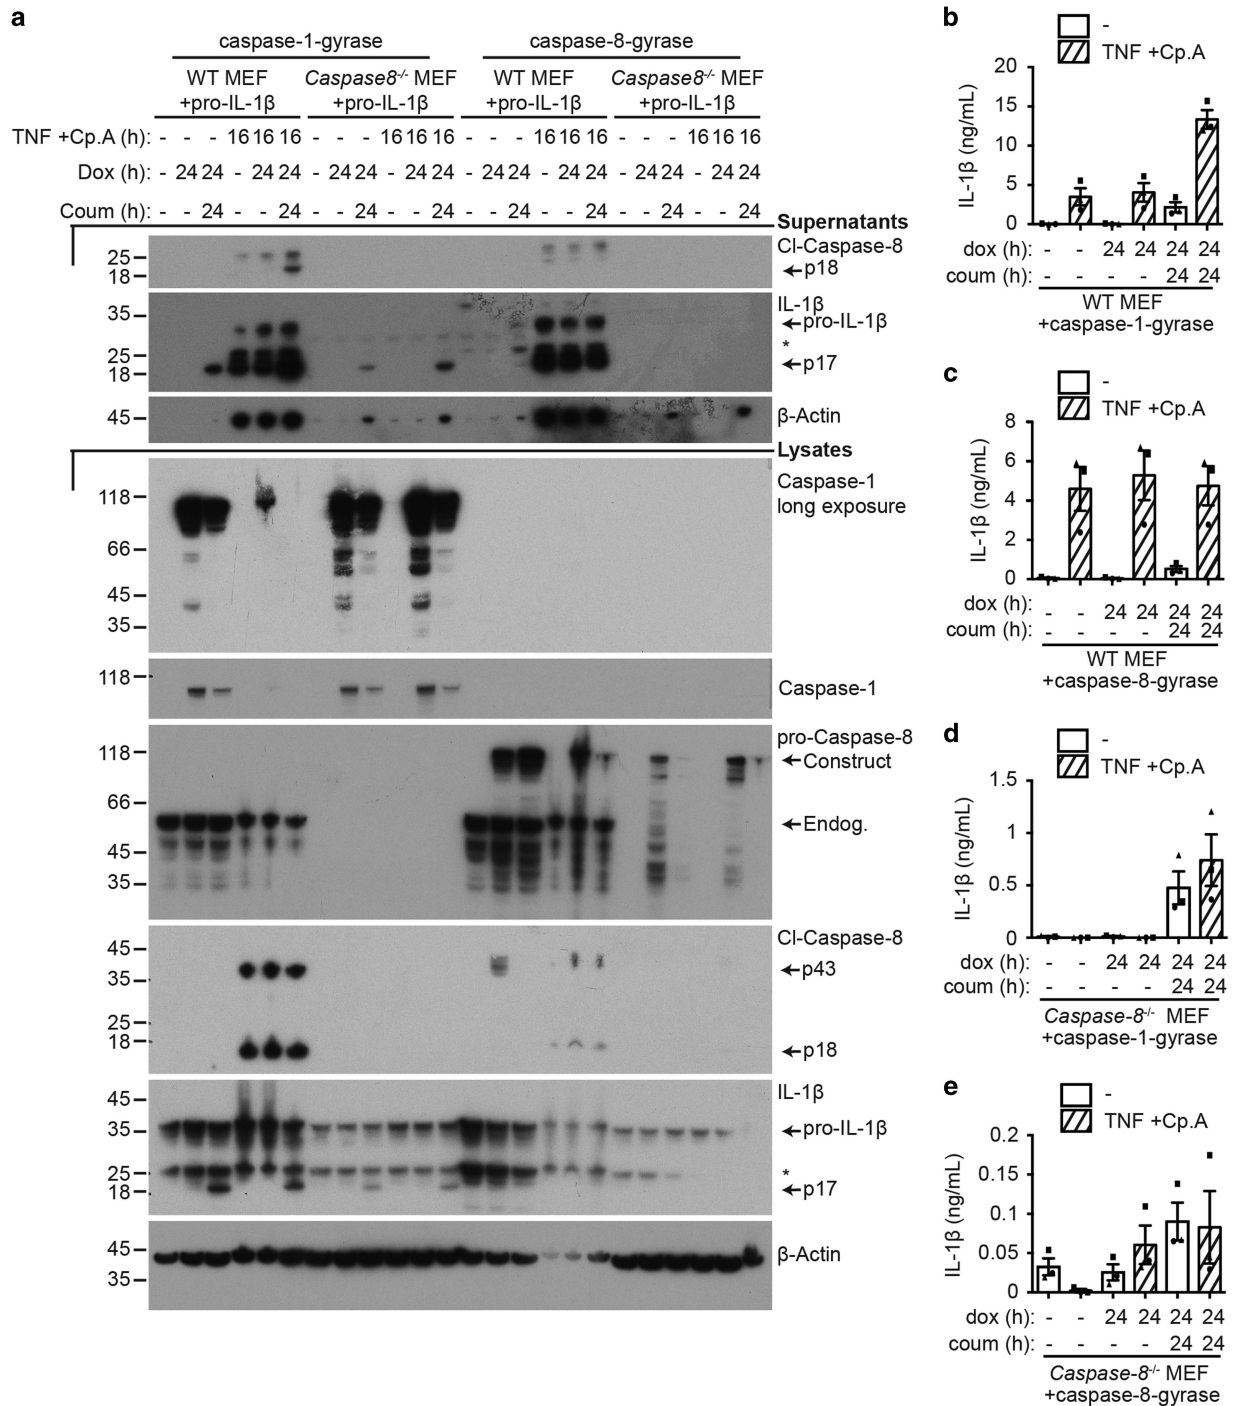 a
caspase-1-gyrase
caspase-8-gyrase
WT MEF
+pro-IL-1β
Caspase8-/- MEF
+pro-IL-1β
WT MEF
+pro-IL-1β
Caspase8-/- MEF
+pro-IL-1β
TNF +Cp.A (h): - - - 16 16 16 - - - 16 16 16 - - - 16 16 16 - - - 16 16 16
Dox (h): - 24 24 - 24 24 - 24 24 - 24 24 - 24 24 - 24 24 - 24 24 - 24 24
Coum (h): - - 24 - - 24 - - 24 - - 24 - - 24 - - 24 - - 24 - - 24
Supernatants
25
18
Cl-Caspase-8
p18
35
25
18
IL-1β
pro-IL-1β
*
p17
45
β-Actin
Lysates
118
66
45
35
Caspase-1
long exposure
118
Caspase-1
118
66
45
35
pro-Caspase-8
Construct
Endog.
45
35
25
18
Cl-Caspase-8
p43
p18
45
35
25
18
IL-1β
pro-IL-1β
*
p17
45
35
β-Actin
b
-
TNF +Cp.A
IL-1β (ng/mL)
20
15
10
5
0
dox (h): - - 24 24 24 24
coum (h): - - - - 24 24
WT MEF
+caspase-1-gyrase
c
-
TNF +Cp.A
IL-1β (ng/mL)
8
6
4
2
0
dox (h): - - 24 24 24 24
coum (h): - - - - 24 24
WT MEF
+caspase-8-gyrase
d
-
TNF +Cp.A
IL-1β (ng/mL)
1.5
1
0.5
0
dox (h): - - 24 24 24 24
coum (h): - - - - 24 24
Caspase-8-/- MEF
+caspase-1-gyrase
e
-
TNF +Cp.A
IL-1β (ng/mL)
0.2
0.15
0.1
0.05
0
dox (h): - - 24 24 24 24
coum (h): - - - - 24 24
Caspase-8-/- MEF
+caspase-8-gyrase